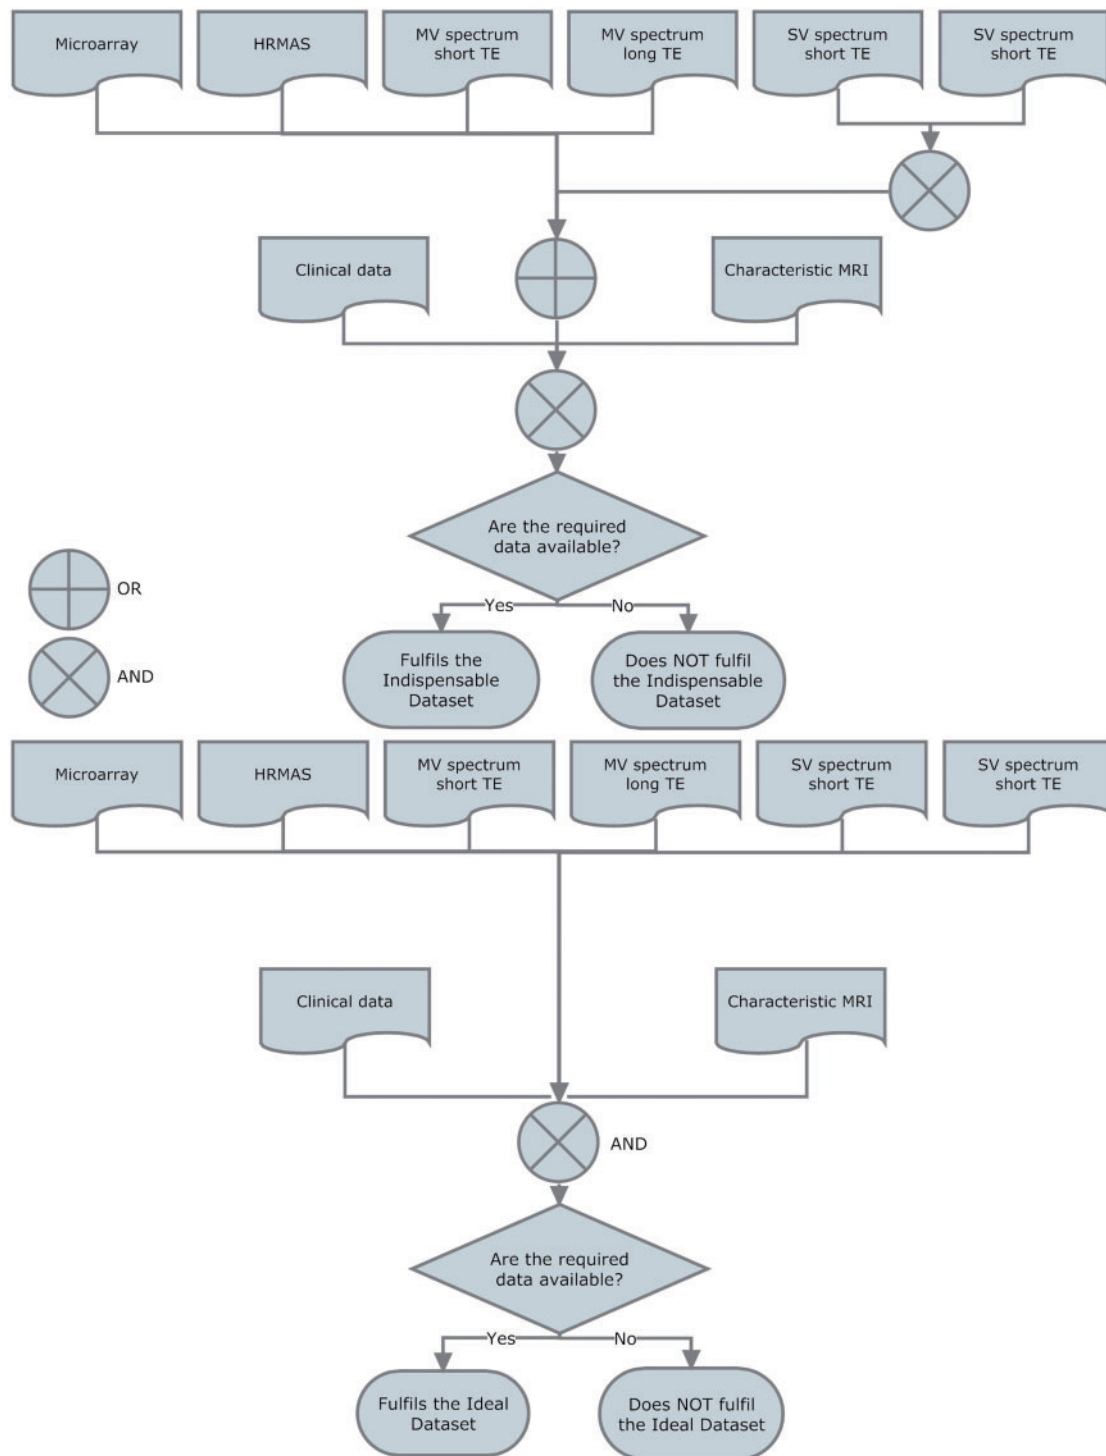 Microarray
HRMAS
MV spectrum
short TE
MV spectrum
long TE
SV spectrum
short TE
SV spectrum
short TE
Clinical data
Characteristic MRI
Are the required
data available?
OR
AND
Yes
No
Fulfils the
Indispensable
Dataset
Does NOT fulfil
the Indispensable
Dataset
Microarray
HRMAS
MV spectrum
short TE
MV spectrum
long TE
SV spectrum
short TE
SV spectrum
short TE
Clinical data
Characteristic MRI
AND
Are the required
data available?
Yes
No
Fulfils the Ideal
Dataset
Does NOT fulfil
the Ideal Dataset